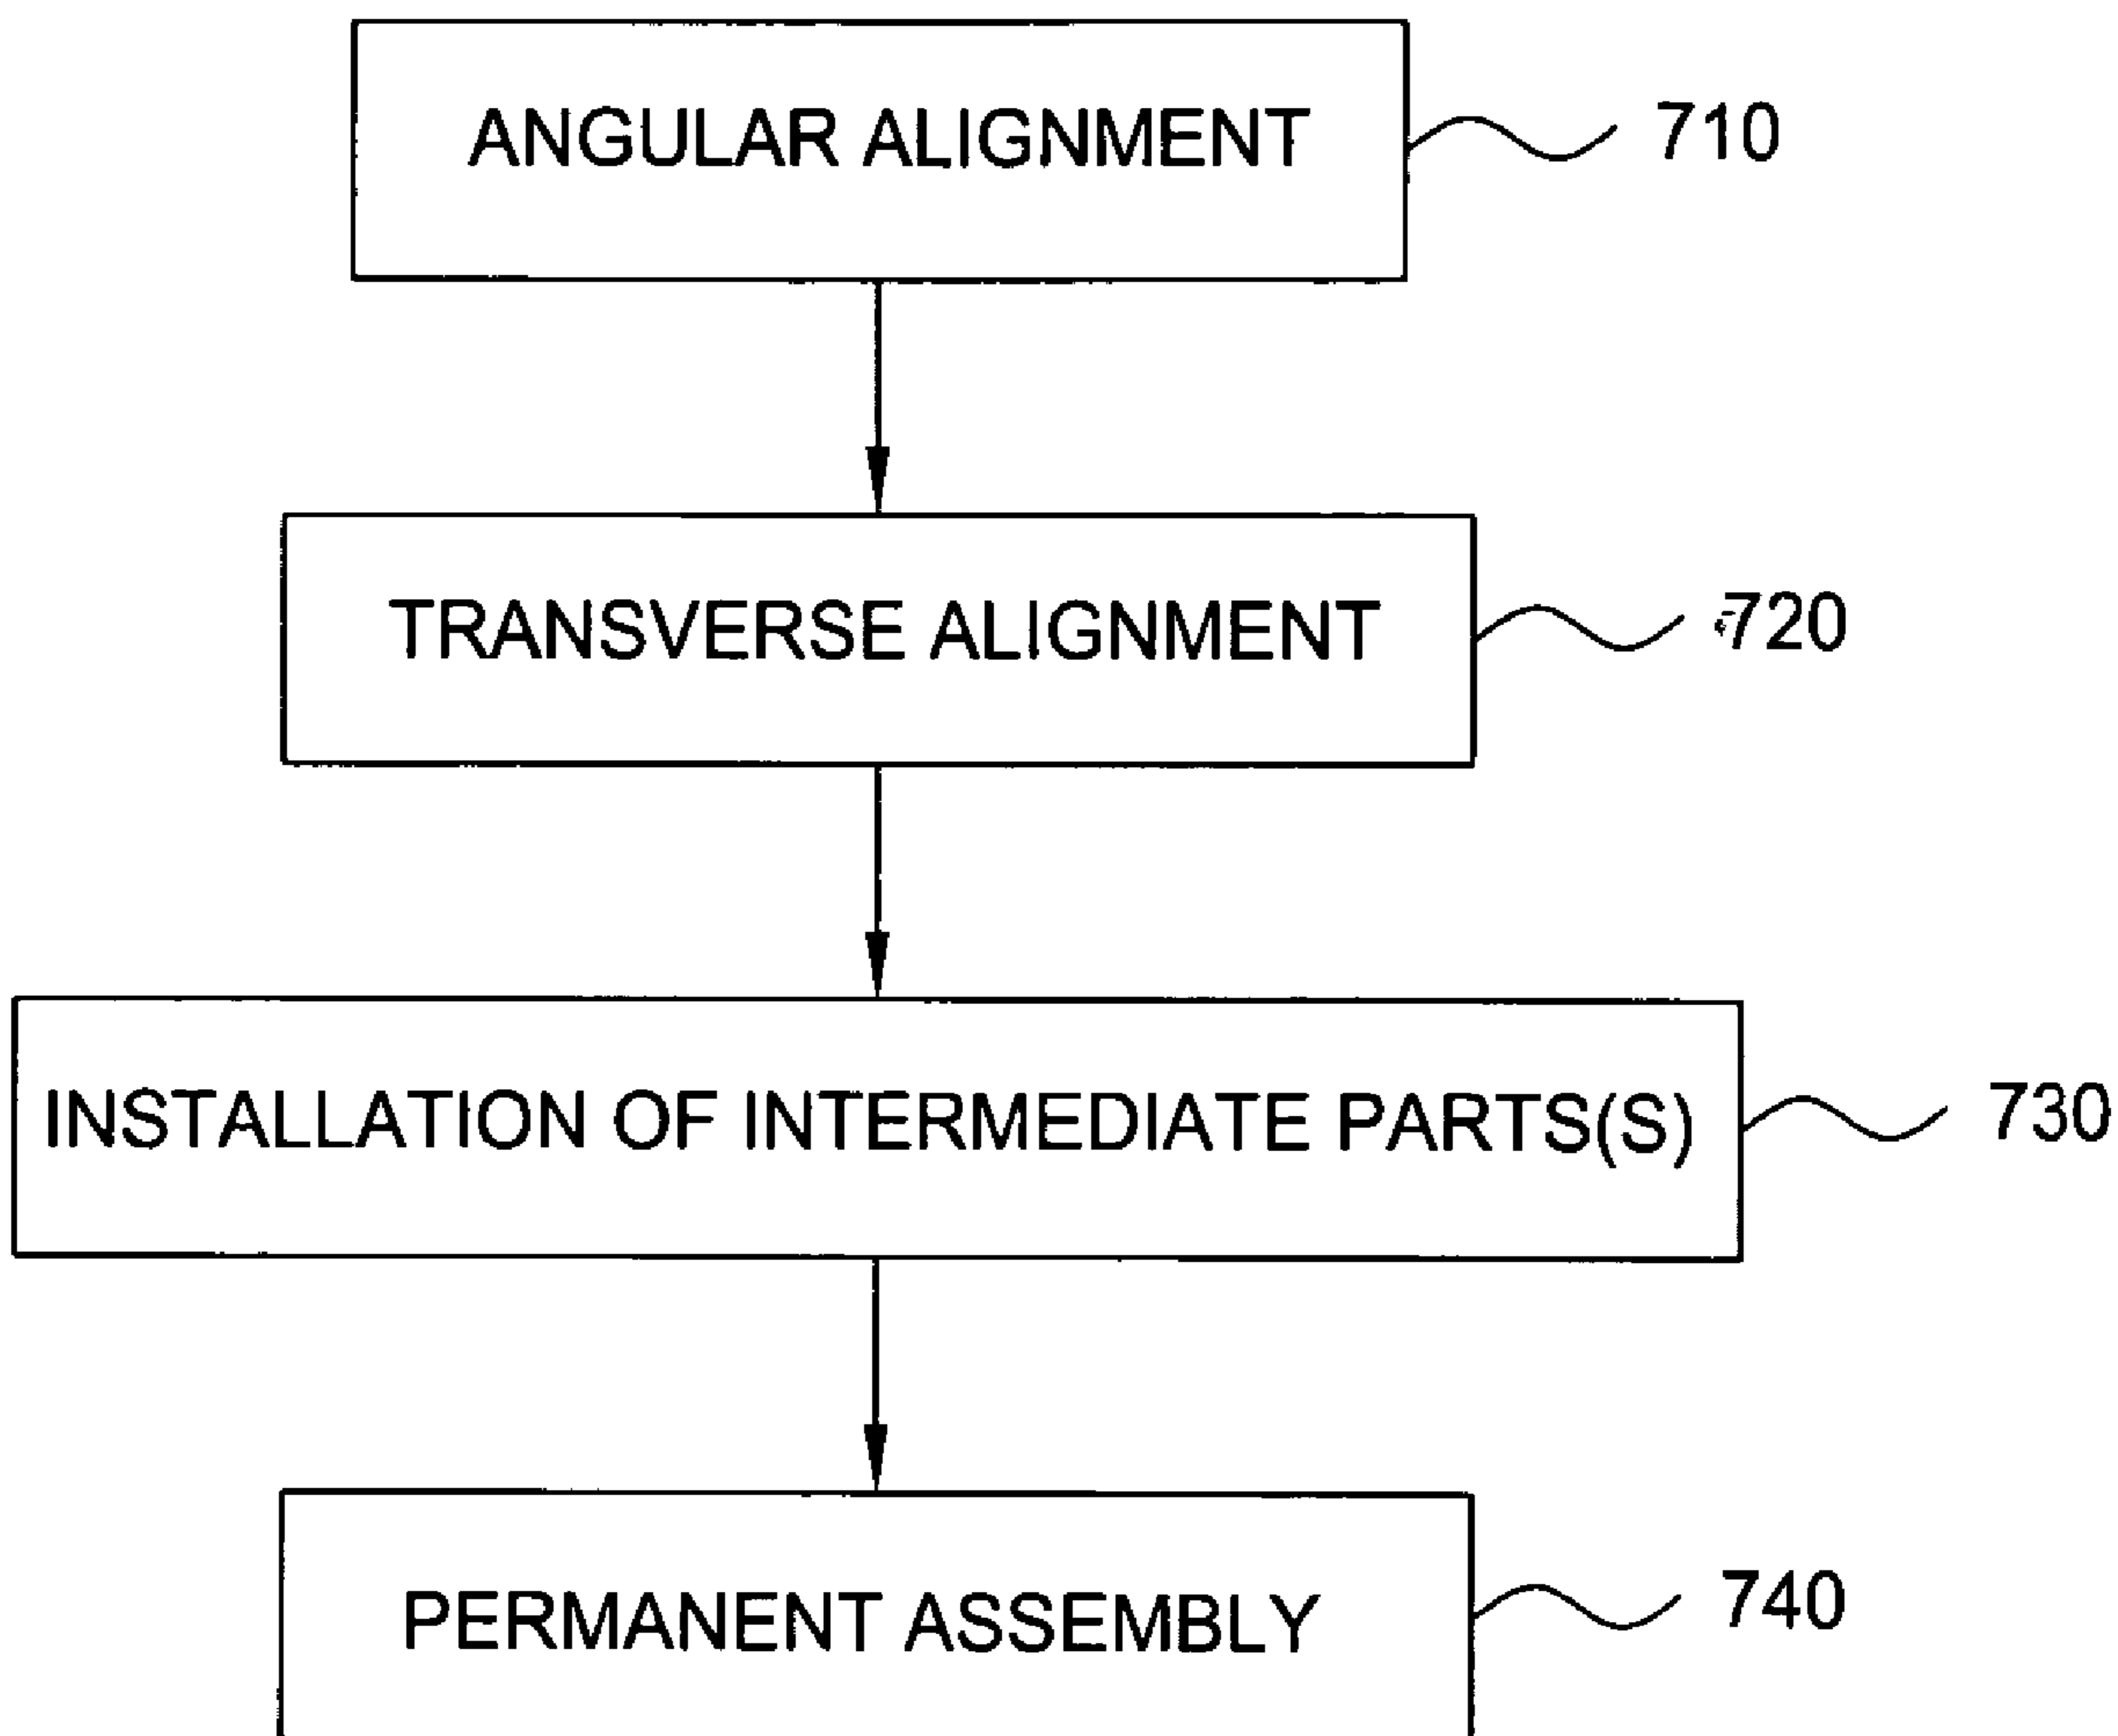 ANGULAR ALIGNMENT 710
TRANSVERSE ALIGNMENT 720
INSTALLATION OF INTERMEDIATE PARTS(S) 730
PERMANENT ASSEMBLY 740